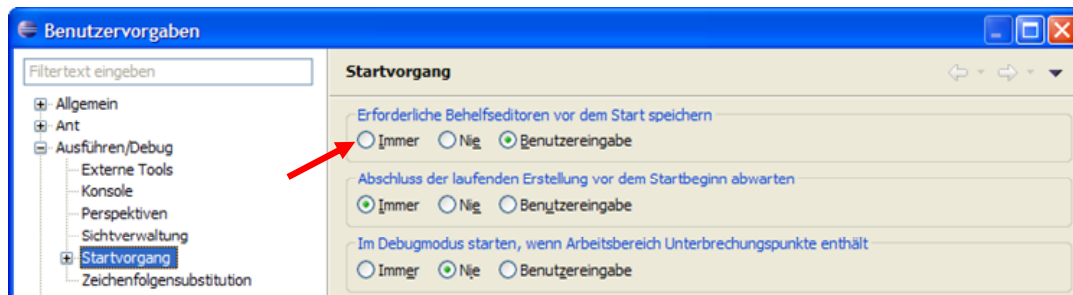 Benutzervorgaben
Filtertext eingeben
Allgemein
Ant
Ausführen/Debug
Externe Tools
Konsole
Perspektiven
Sichtverwaltung
Startvorgang
Zeichenfolgensubstitution
Startvorgang
Erforderliche Behelfseditoren vor dem Start speichern
Immer Nie Benutzereingabe
Abschluss der laufenden Erstellung vor dem Startbeginn abwarten
Immer Nie Benutzereingabe
Im Debugmodus starten, wenn Arbeitsbereich Unterbrechungspunkte enthält
Immer Nie Benutzereingabe